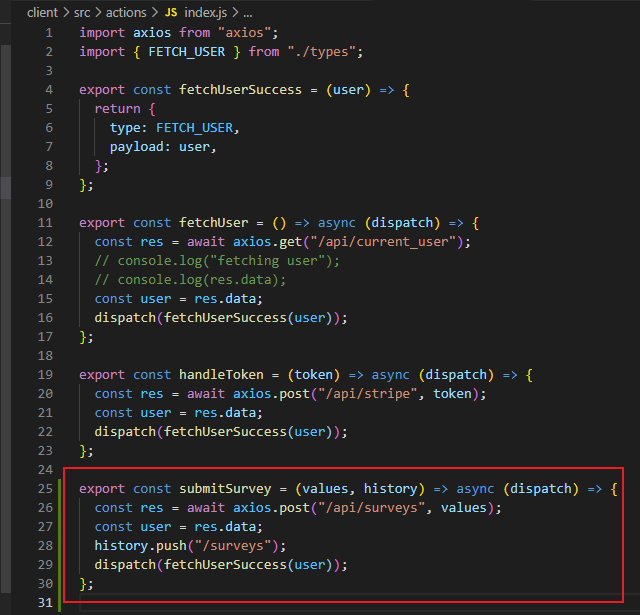 client > src > actions > JS index.js > ...
1 import axios from "axios";
2 import { FETCH_USER } from "./types";
3
4 export const fetchUserSuccess = (user) => {
5   return {
6     type: FETCH_USER,
7     payload: user,
8   };
9 };
10
11 export const fetchUser = () => async (dispatch) => {
12   const res = await axios.get("/api/current_user");
13   // console.log("fetching user");
14   // console.log(res.data);
15   const user = res.data;
16   dispatch(fetchUserSuccess(user));
17 };
18
19 export const handleToken = (token) => async (dispatch) => {
20   const res = await axios.post("/api/stripe", token);
21   const user = res.data;
22   dispatch(fetchUserSuccess(user));
23 };
24
25 export const submitSurvey = (values, history) => async (dispatch) => {
26   const res = await axios.post("/api/surveys", values);
27   const user = res.data;
28   history.push("/surveys");
29   dispatch(fetchUserSuccess(user));
30 };
31